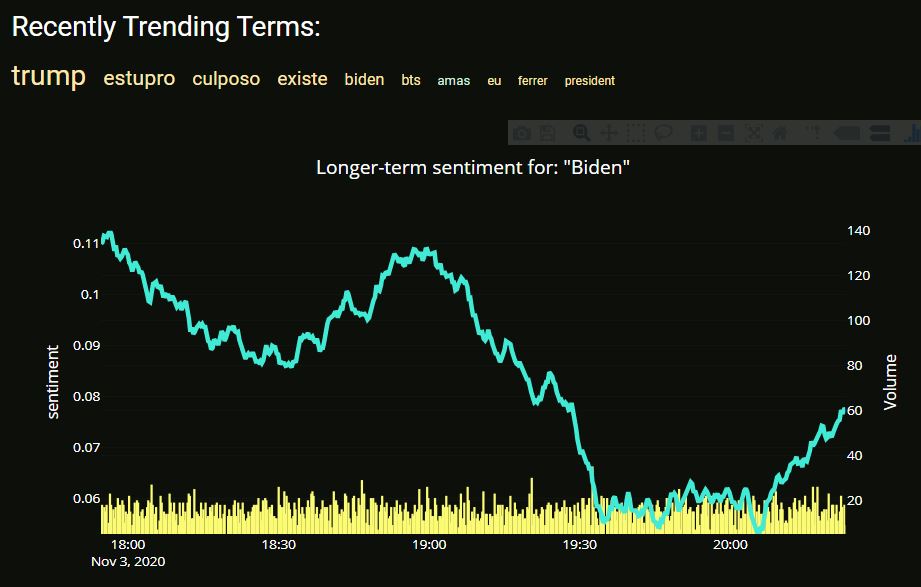 Recently Trending Terms:
trump estupro culposo existe biden bts amas eu ferrer president
Longer-term sentiment for: "Biden"
0.11
0.1
0.09
0.08
0.07
0.06
sentiment
140
120
100
80
60
40
20
Volume
18:00 18:30 19:00 19:30 20:00
Nov 3, 2020